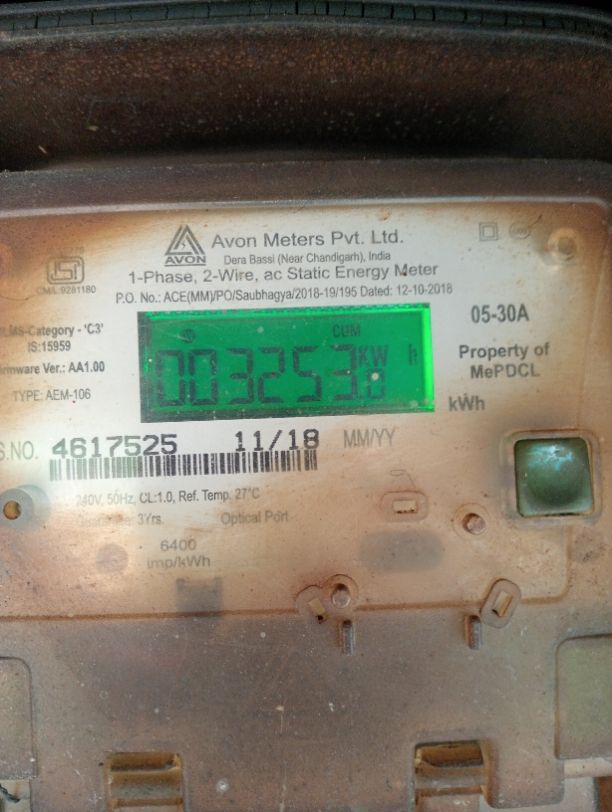 AVON
Avon Meters Pvt. Ltd.
Dera Bassi (Near Chandigarh), India
1-Phase, 2-Wire, ac Static Energy Meter
CM/L 9281180
P.O. No.: ACE(MM)/PO/Saubhagya/2018-19/195 Dated: 12-10-2018
-Category - 'C3'
IS:15959
Firmware Ver.: AA1.00
TYPE: AEM-106
CUM
003253.0
KW h
05-30A
Property of
MePDCL
kWh
S.NO. 4617525 11/18 MM/YY
240V, 50Hz, CL:1.0, Ref. Temp. 27°C
3Yrs. Optical Port
6400
imp/kWh